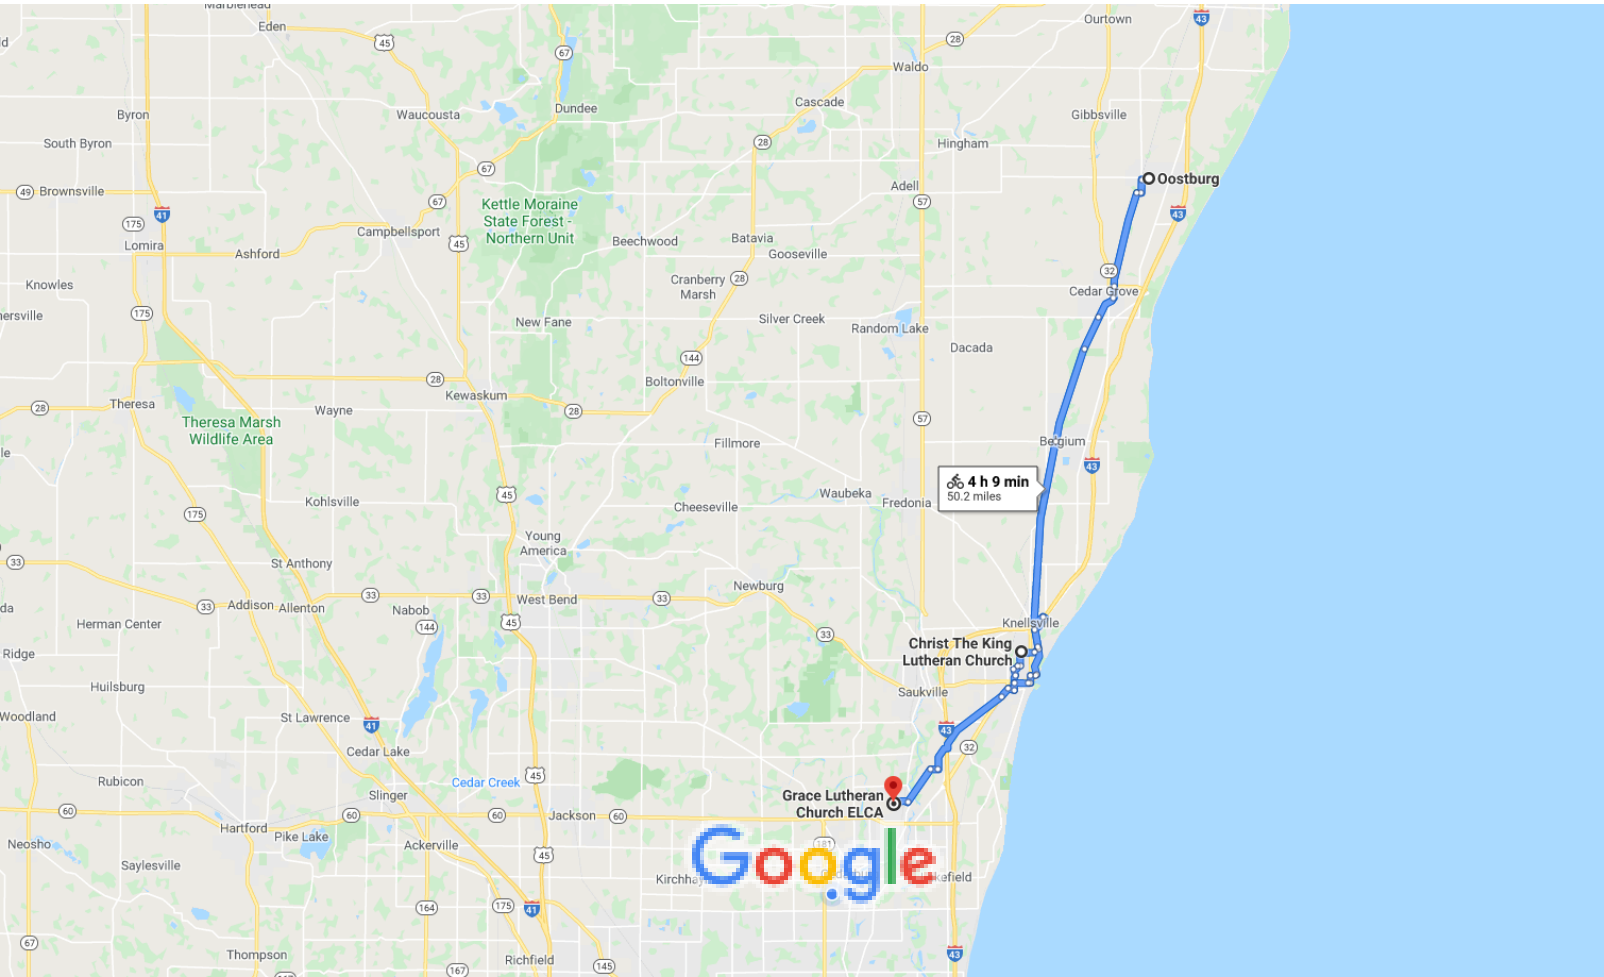 Marblehead
Eden
45
67
28
Ourtown
43
Waldo
Cascade
Dundee
Byron
Waucousta
Gibbsville
South Byron
28
Hingham
67
49
Brownsville
Adell
Oostburg
67
57
43
41
175
Kettle Moraine
State Forest -
Northern Unit
Campbellsport
45
Lomira
Ashford
Beechwood
Batavia
Gooseville
32
Knowles
Cranberry
Marsh
28
Cedar Grove
175
New Fane
Silver Creek
Random Lake
Dacada
144
28
Boltonville
Kewaskum
28
Theresa
Wayne
28
57
Theresa Marsh
Wildlife Area
Fillmore
Belgium
43
4 h 9 min
50.2 miles
45
Kohlsville
Waubeka
Fredonia
Cheeseville
175
Young
America
33
St Anthony
Newburg
33
Addison
Allenton
33
33
West Bend
33
Nabob
144
45
33
Herman Center
Knellsville
Christ The King
Lutheran Church
Ridge
Huilsburg
Saukville
Woodland
St Lawrence
41
43
32
Cedar Lake
Rubicon
Cedar Creek
45
Slinger
Grace Lutheran
Church ELCA
60
60
60
Jackson
60
Hartford
Pike Lake
Neosho
Ackerville
181
Google
45
Saylesville
164
175
41
67
Thompson
Richfield
43
167
145